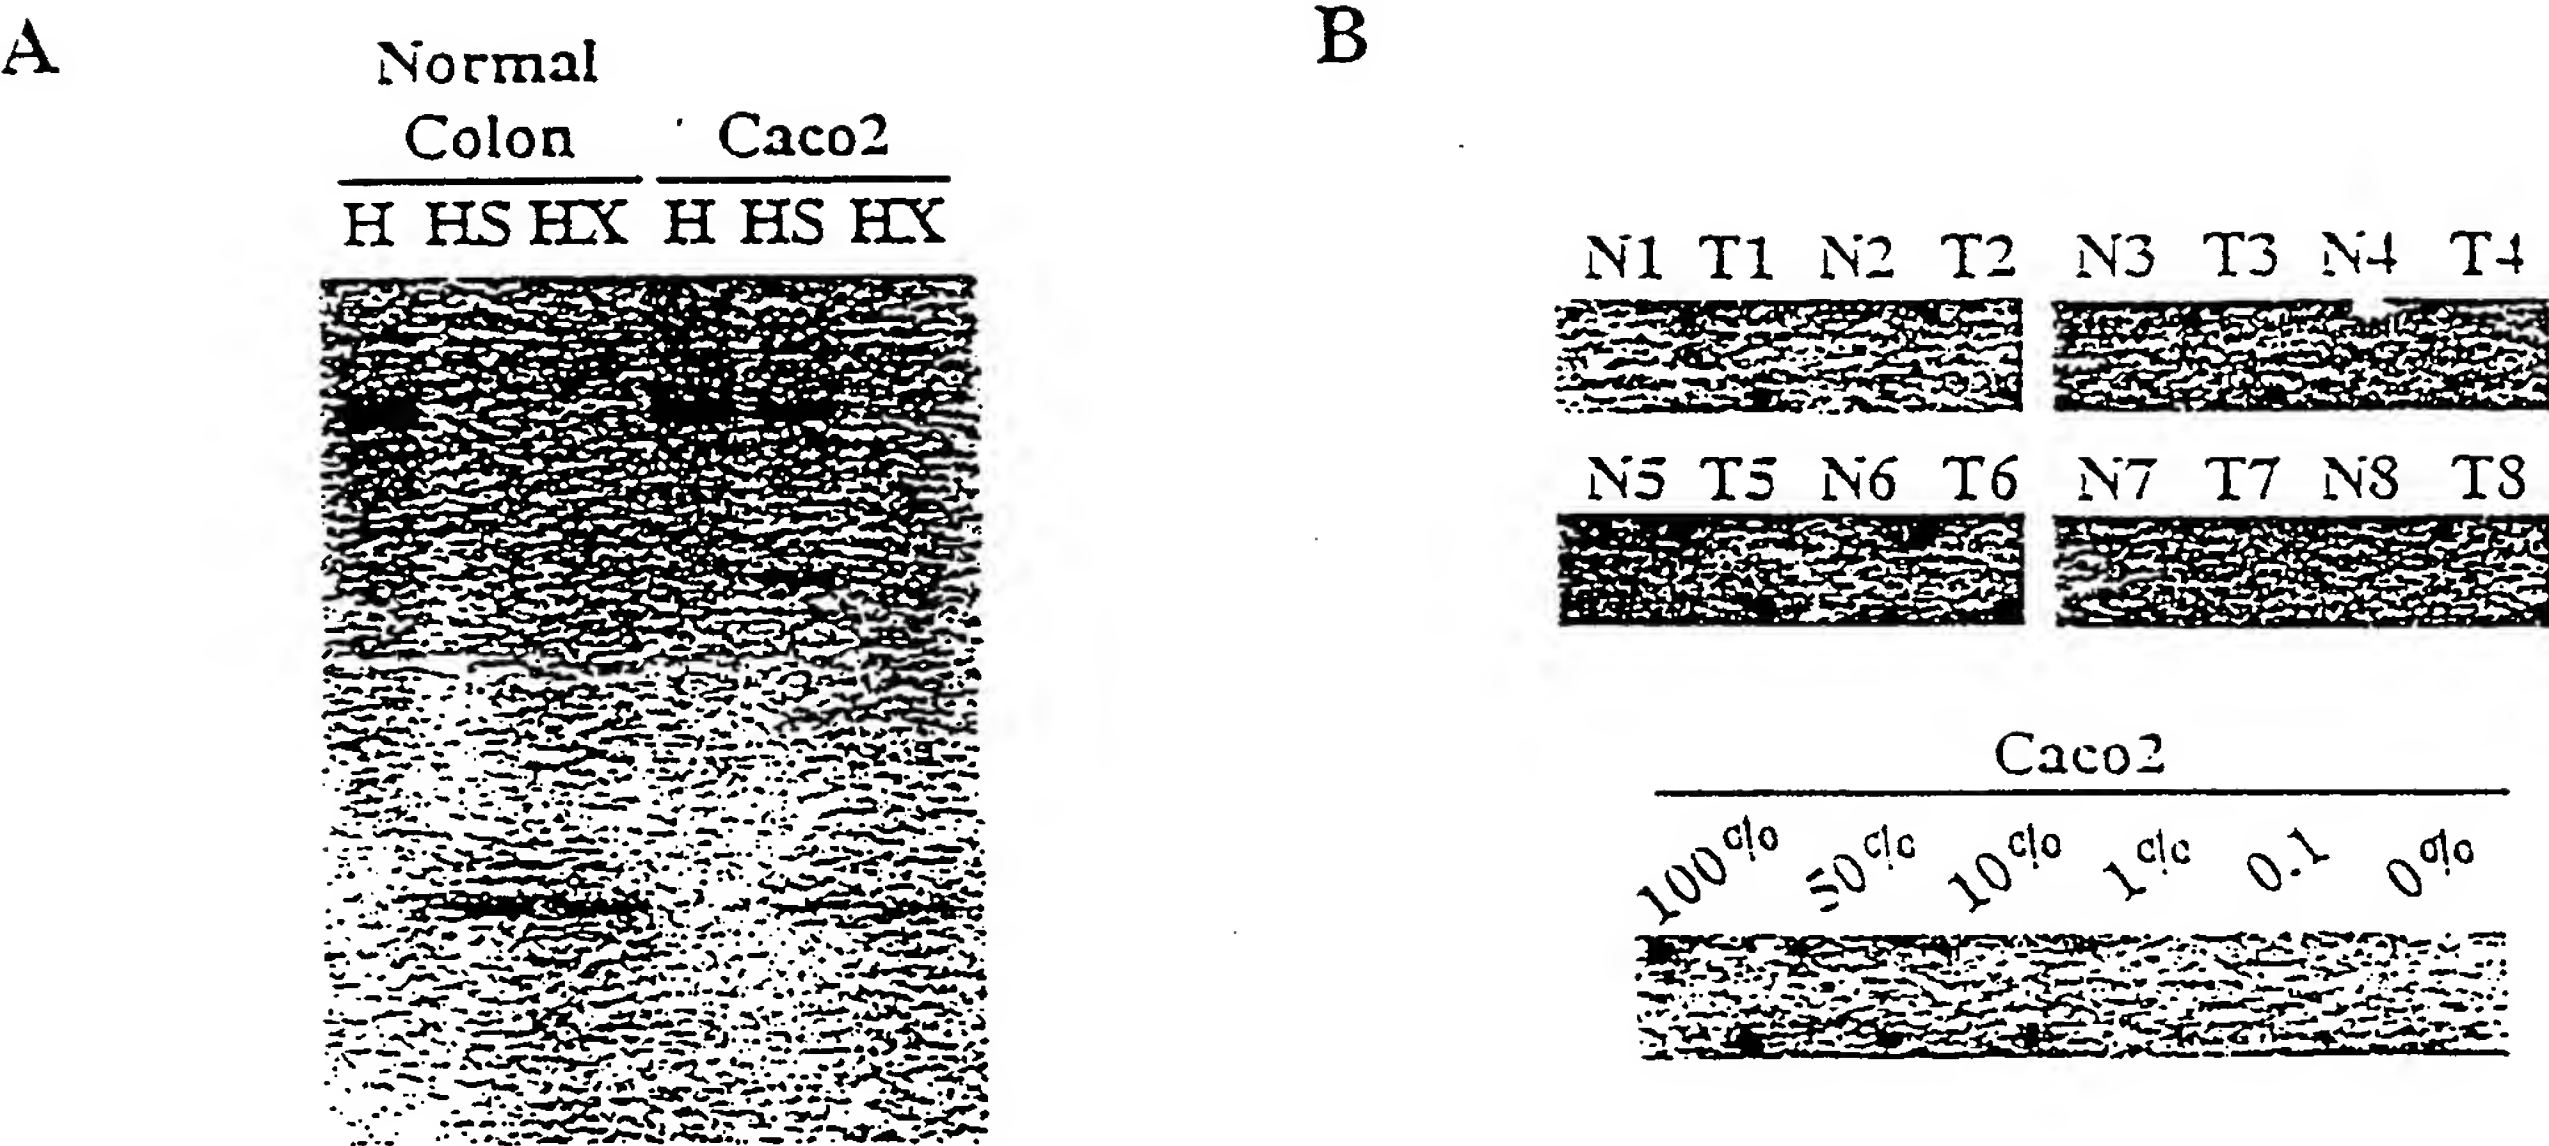 A
Normal
Colon Caco2
H HS HX H HS HX
B
N1 T1 N2 T2 N3 T3 N4 T4
N5 T5 N6 T6 N7 T7 N8 T8
Caco2
100% 50% 10% 1% 0.1 0%